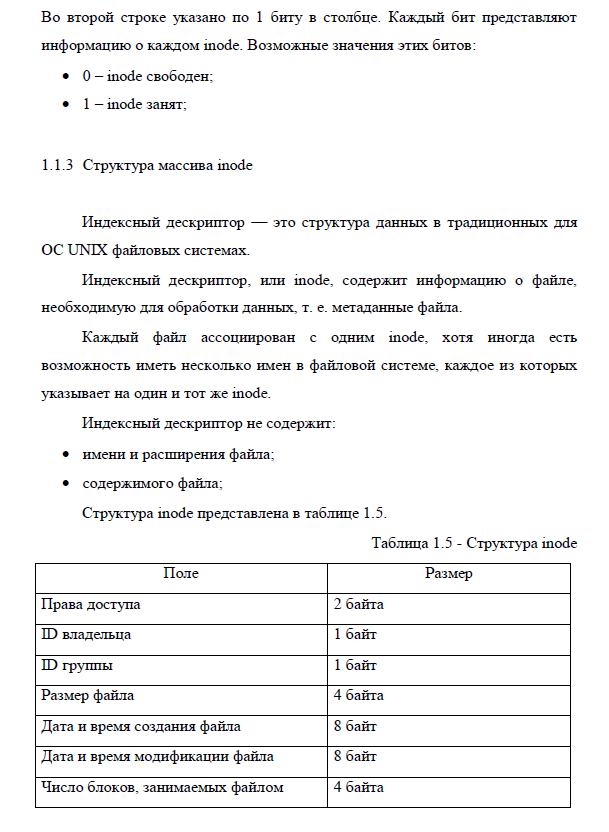 Во второй строке указано по 1 биту в столбце. Каждый бит представляют
информацию о каждом inode. Возможные значения этих битов:
• 0 – inode свободен;
• 1 – inode занят;
1.1.3 Структура массива inode
Индексный дескриптор — это структура данных в традиционных для
ОС UNIX файловых системах.
Индексный дескриптор, или inode, содержит информацию о файле,
необходимую для обработки данных, т. е. метаданные файла.
Каждый файл ассоциирован с одним inode, хотя иногда есть
возможность иметь несколько имен в файловой системе, каждое из которых
указывает на один и тот же inode.
Индексный дескриптор не содержит:
• имени и расширения файла;
• содержимого файла;
Структура inode представлена в таблице 1.5.
Таблица 1.5 - Структура inode
Поле Размер
Права доступа 2 байта
ID владельца 1 байт
ID группы 1 байт
Размер файла 4 байта
Дата и время создания файла 8 байт
Дата и время модификации файла 8 байт
Число блоков, занимаемых файлом 4 байта